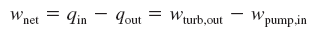 w_net = q_in − q_out = w_turb,out − w_pump,in